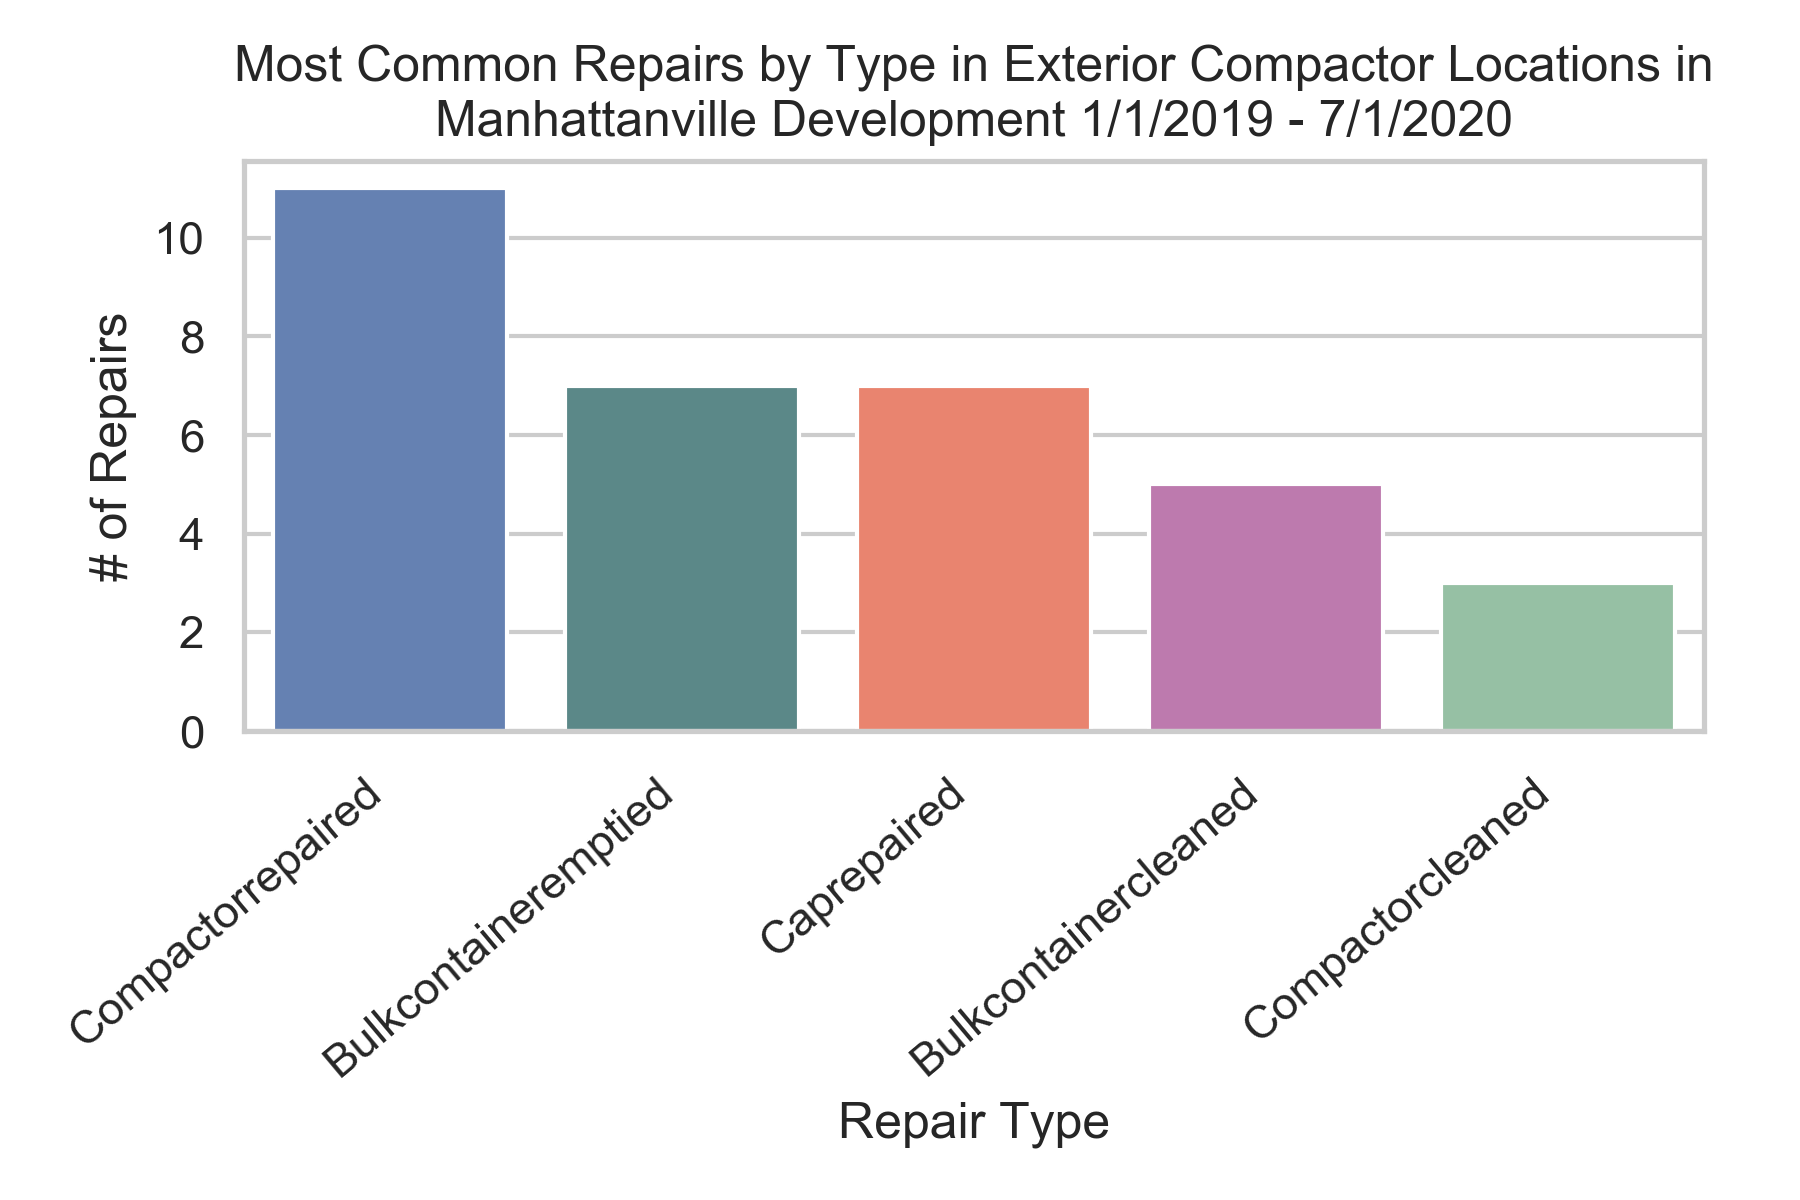 Most Common Repairs by Type in Exterior Compactor Locations in
Manhattanville Development 1/1/2019 - 7/1/2020
# of Repairs
10
8
6
4
2
0
Compactorrepaired
Bulkcontaineremptied
Caprepaired
Bulkcontainercleaned
Compactorcleaned
Repair Type